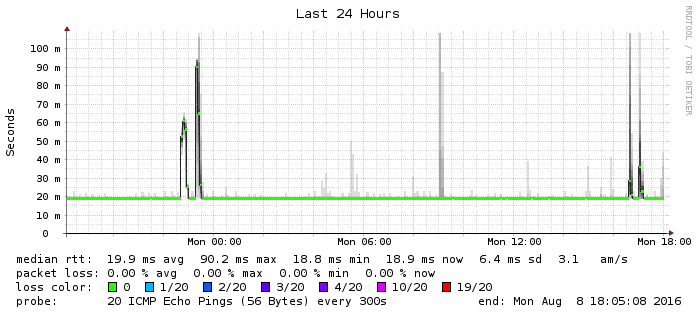 Last 24 Hours
RRDTOOL / TOBI OETIKER
Seconds
100 m
90 m
80 m
70 m
60 m
50 m
40 m
30 m
20 m
10 m
0
Mon 00:00 Mon 06:00 Mon 12:00 Mon 18:00
median rtt: 19.9 ms avg 90.2 ms max 18.8 ms min 18.9 ms now 6.4 ms sd 3.1 am/s
packet loss: 0.00 % avg 0.00 % max 0.00 % min 0.00 % now
loss color: 0 1/20 2/20 3/20 4/20 10/20 19/20
probe: 20 ICMP Echo Pings (56 Bytes) every 300s end: Mon Aug 8 18:05:08 2016